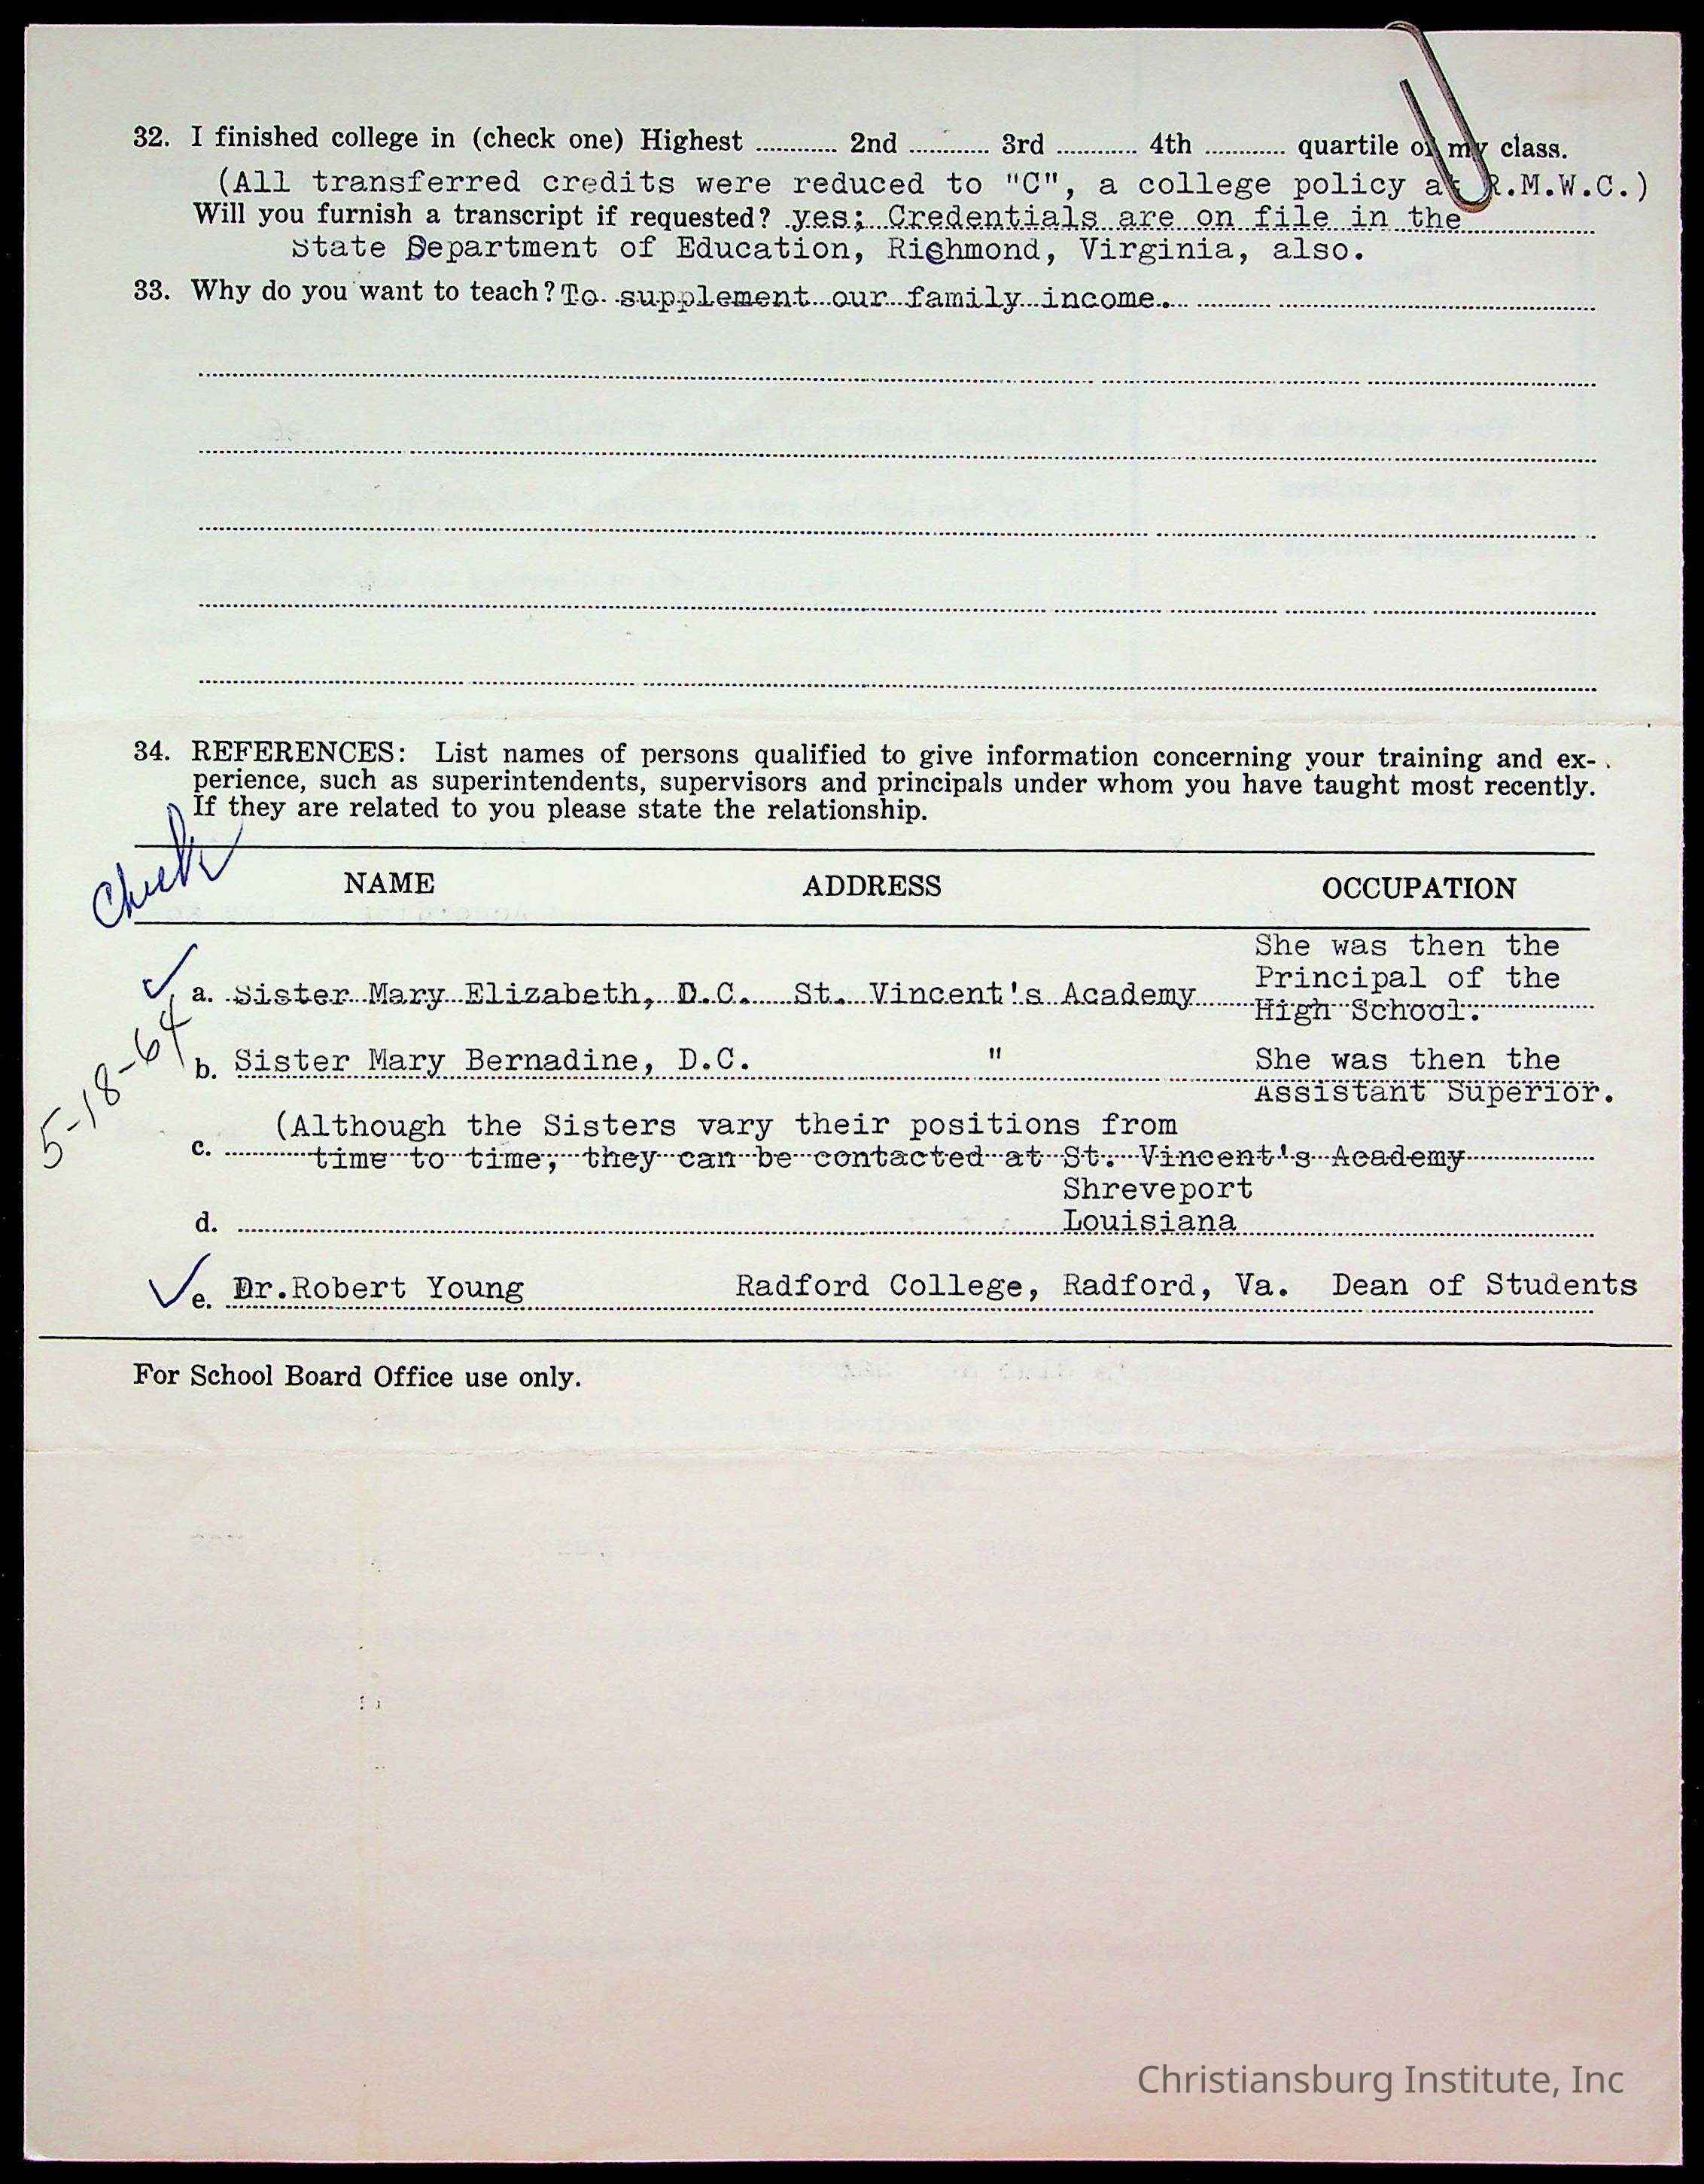 32. I finished college in (check one) Highest ............ 2nd ............ 3rd ............ 4th ............ quartile of my class.
(All transferred credits were reduced to "C", a college policy at R.M.W.C.)
Will you furnish a transcript if requested? yes; Credentials are on file in the
State Department of Education, Richmond, Virginia, also.
33. Why do you want to teach? To supplement our family income.
34. REFERENCES: List names of persons qualified to give information concerning your training and ex-
perience, such as superintendents, supervisors and principals under whom you have taught most recently.
If they are related to you please state the relationship.
Check
NAME ADDRESS OCCUPATION
She was then the
Principal of the
a. Sister Mary Elizabeth, D.C. St. Vincent's Academy High School.
5-18-64
b. Sister Mary Bernadine, D.C. " She was then the
Assistant Superior.
(Although the Sisters vary their positions from
c. time to time, they can be contacted at St. Vincent's Academy
Shreveport
d. Louisiana
e. Dr.Robert Young Radford College, Radford, Va. Dean of Students
For School Board Office use only.
Christiansburg Institute, Inc